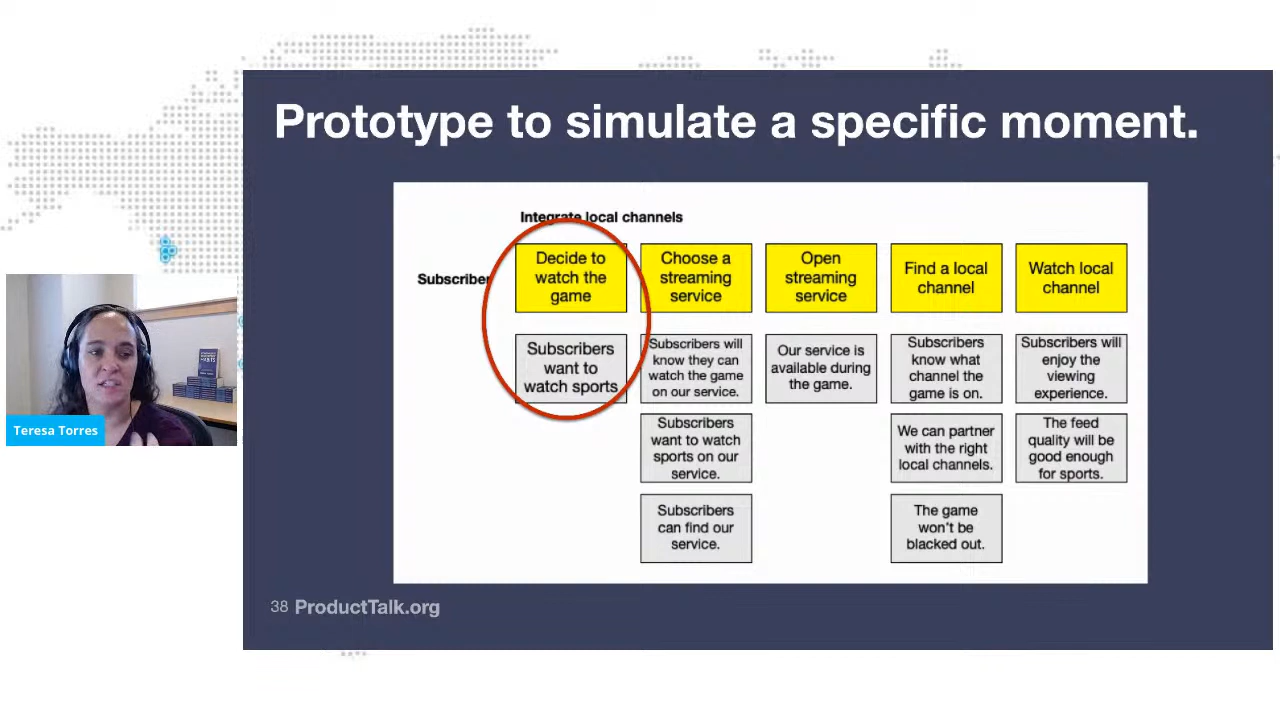 Prototype to simulate a specific moment.
Integrate local channels
Subscriber
Decide to
watch the
game
Choose a
streaming
service
Open
streaming
service
Find a local
channel
Watch local
channel
Subscribers
want to
watch sports
Subscribers will
know they can
watch the game
on our service.
Our service is
available during
the game.
Subscribers
know what
channel the
game is on.
Subscribers will
enjoy the
viewing
experience.
Subscribers
want to watch
sports on our
service.
We can partner
with the right
local channels.
The feed
quality will be
good enough
for sports.
Subscribers
can find our
service.
The game
won't be
blacked out.
Teresa Torres
38 ProductTalk.org